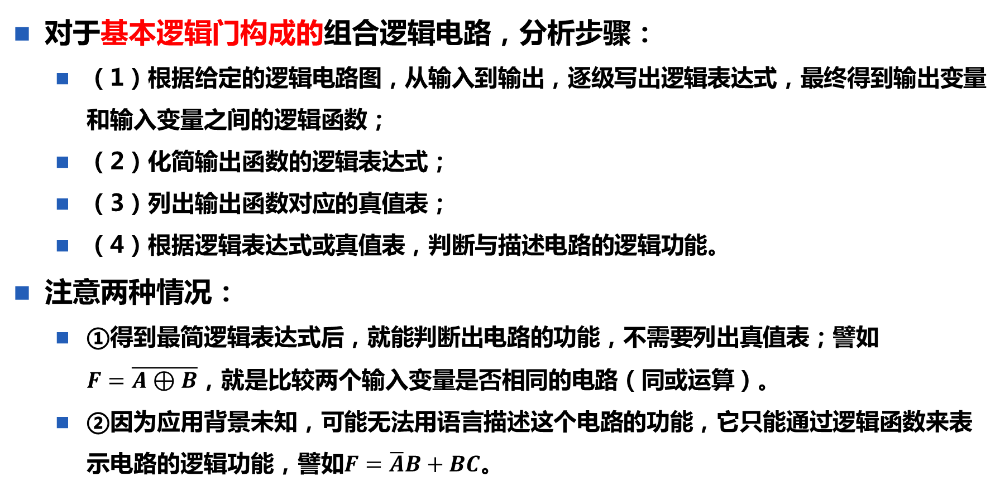 对于基本逻辑门构成的组合逻辑电路，分析步骤：
（1）根据给定的逻辑电路图，从输入到输出，逐级写出逻辑表达式，最终得到输出变量
和输入变量之间的逻辑函数；
（2）化简输出函数的逻辑表达式；
（3）列出输出函数对应的真值表；
（4）根据逻辑表达式或真值表，判断与描述电路的逻辑功能。
注意两种情况：
①得到最简逻辑表达式后，就能判断出电路的功能，不需要列出真值表；譬如
$F = \overline{A \oplus B}$，就是比较两个输入变量是否相同的电路（同或运算）。
②因为应用背景未知，可能无法用语言描述这个电路的功能，它只能通过逻辑函数来表
示电路的逻辑功能，譬如$F = \overline{A}B + BC$。